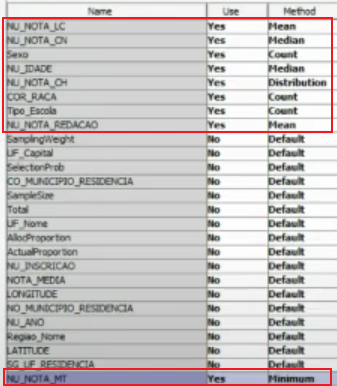 Name Use Method
NU_NOTA_LC Yes Mean
NU_NOTA_CN Yes Median
Sexo Yes Count
NU_IDADE Yes Median
NU_NOTA_CH Yes Distribution
COR_RACA Yes Count
Tipo_Escola Yes Count
NU_NOTA_REDACAO Yes Mean
SamplingWeight No Default
UF_Capital No Default
SelectionProb No Default
CO_MUNICIPIO_RESIDENCIA No Default
SampleSize No Default
Total No Default
UF_Nome No Default
AllocProportion No Default
ActualProportion No Default
NU_INSCRICAO No Default
NOTA_MEDIA No Default
LONGITUDE No Default
NO_MUNICIPIO_RESIDENCIA No Default
NU_ANO No Default
Regiao_Nome No Default
LATITUDE No Default
SG_UF_RESIDENCIA No Default
NU_NOTA_MT Yes Minimum